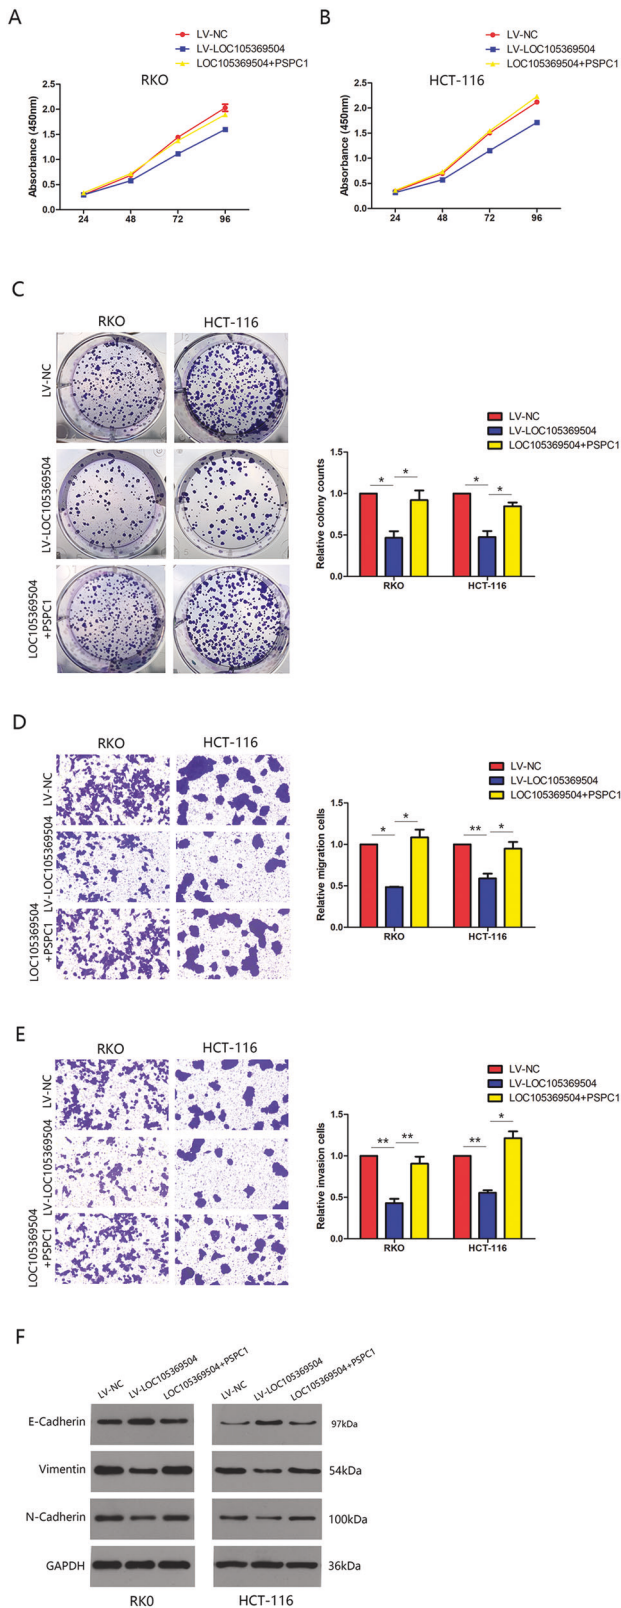 A
LV-NC
LV-LOC105369504
LOC105369504+PSPC1
RKO
Absorbance (450nm)
2.5
2.0
1.5
1.0
0.5
0.0
24
48
72
96
B
LV-NC
LV-LOC105369504
LOC105369504+PSPC1
HCT-116
Absorbance (450nm)
2.5
2.0
1.5
1.0
0.5
0.0
24
48
72
96
C
RKO
HCT-116
LV-NC
LV-LOC105369504
LOC105369504
+PSPC1
LV-NC
LV-LOC105369504
LOC105369504+PSPC1
Relative colony counts
1.5
1.0
0.5
0.0
* * * *
RKO
HCT-116
D
RKO
HCT-116
LV-NC
LV-LOC105369504
LOC105369504
+PSPC1
LV-NC
LV-LOC105369504
LOC105369504+PSPC1
Relative migration cells
1.5
1.0
0.5
0.0
* * ** *
RKO
HCT-116
E
RKO
HCT-116
LV-NC
LV-LOC105369504
LOC105369504
+PSPC1
LV-NC
LV-LOC105369504
LOC105369504+PSPC1
Relative invasion cells
1.5
1.0
0.5
0.0
** ** ** *
RKO
HCT-116
F
LV-NC
LV-LOC105369504
LOC105369504+PSPC1
LV-NC
LV-LOC105369504
LOC105369504+PSPC1
E-Cadherin
97kDa
Vimentin
54kDa
N-Cadherin
100kDa
GAPDH
36kDa
RK0
HCT-116